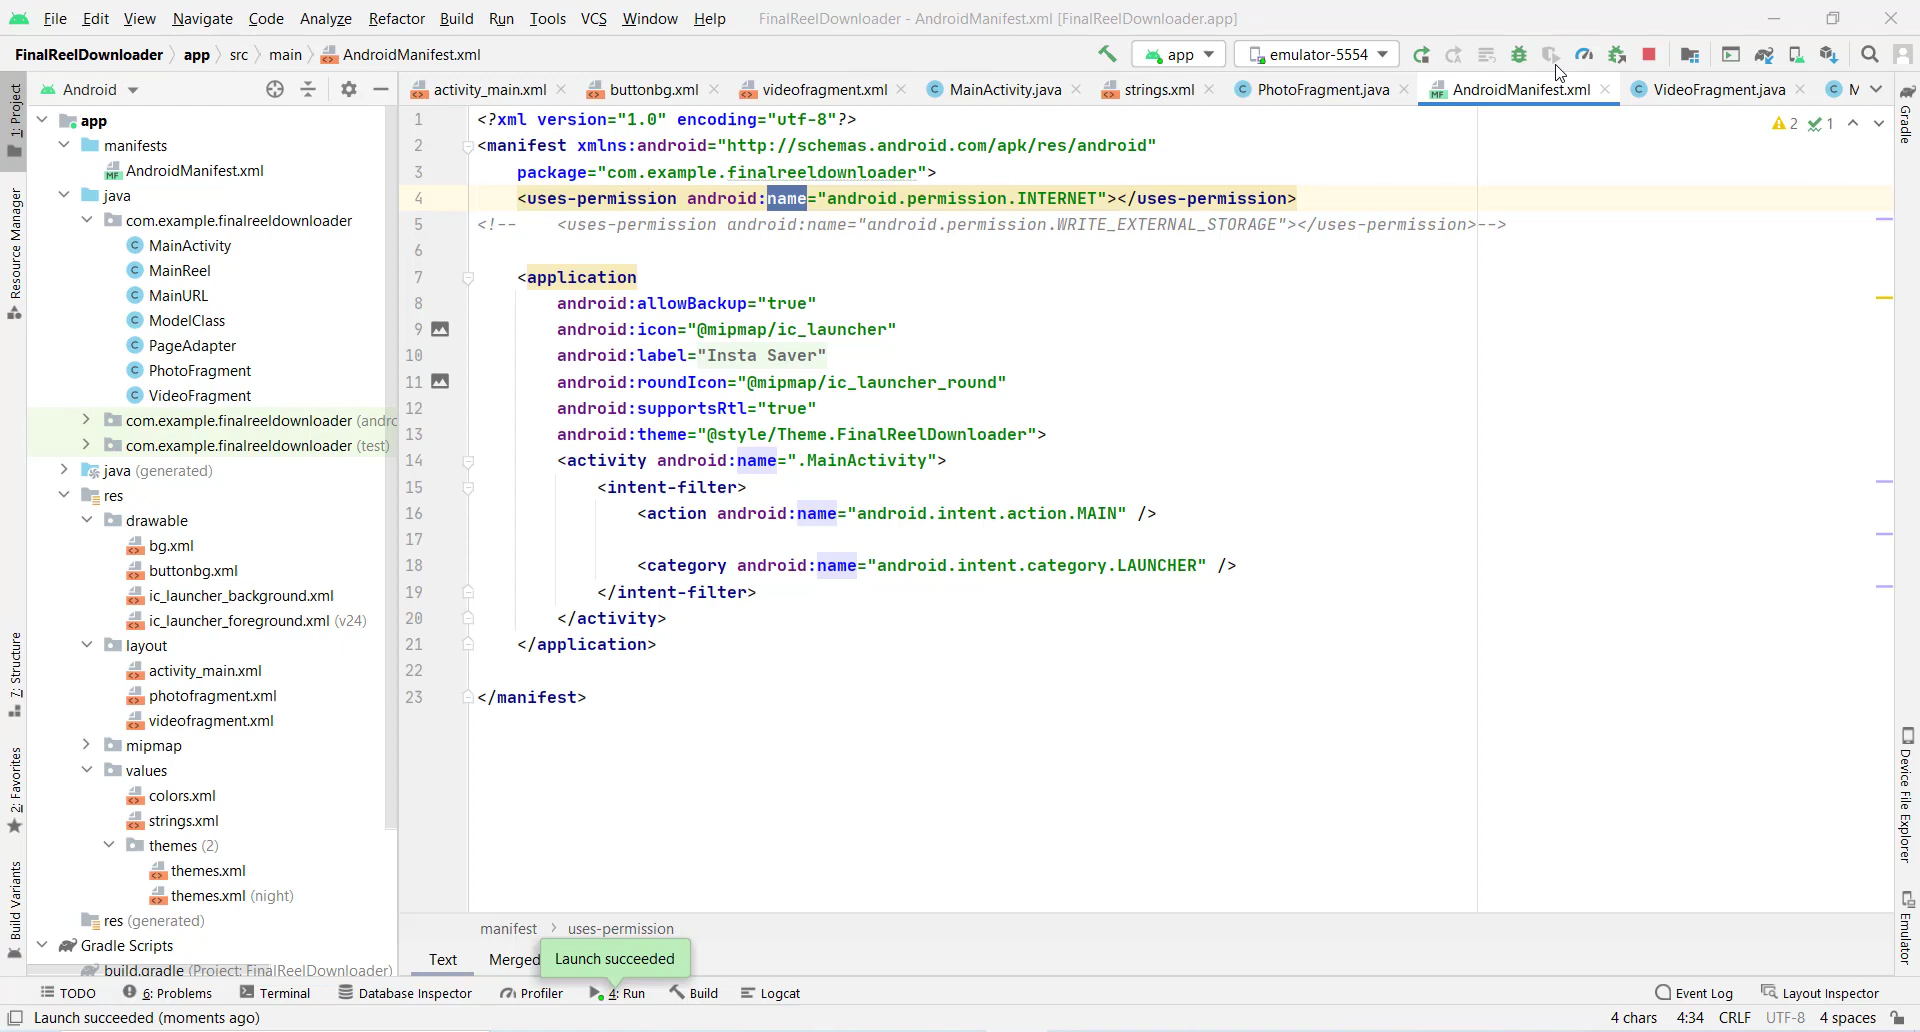 File Edit View Navigate Code Analyze Refactor Build Run Tools VCS Window Help FinalReelDownloader - AndroidManifest.xml [FinalReelDownloader.app]
FinalReelDownloader app src main AndroidManifest.xml app emulator-5554
1: Project
Resource Manager
7: Structure
2: Favorites
Build Variants
Android
app
manifests
AndroidManifest.xml
java
com.example.finalreeldownloader
MainActivity
MainReel
MainURL
ModelClass
PageAdapter
PhotoFragment
VideoFragment
com.example.finalreeldownloader (andro
com.example.finalreeldownloader (test)
java (generated)
res
drawable
bg.xml
buttonbg.xml
ic_launcher_background.xml
ic_launcher_foreground.xml (v24)
layout
activity_main.xml
photofragment.xml
videofragment.xml
mipmap
values
colors.xml
strings.xml
themes (2)
themes.xml
themes.xml (night)
res (generated)
Gradle Scripts
build.gradle (Project: FinalReelDownloader)
activity_main.xml buttonbg.xml videofragment.xml MainActivity.java strings.xml PhotoFragment.java AndroidManifest.xml VideoFragment.java M
2 1
1 <?xml version="1.0" encoding="utf-8"?>
2 <manifest xmlns:android="http://schemas.android.com/apk/res/android"
3 package="com.example.finalreeldownloader">
4 <uses-permission android:name="android.permission.INTERNET"></uses-permission>
5 <!-- <uses-permission android:name="android.permission.WRITE_EXTERNAL_STORAGE"></uses-permission>-->
6
7 <application
8 android:allowBackup="true"
9 android:icon="@mipmap/ic_launcher"
10 android:label="Insta Saver"
11 android:roundIcon="@mipmap/ic_launcher_round"
12 android:supportsRtl="true"
13 android:theme="@style/Theme.FinalReelDownloader">
14 <activity android:name=".MainActivity">
15 <intent-filter>
16 <action android:name="android.intent.action.MAIN" />
17
18 <category android:name="android.intent.category.LAUNCHER" />
19 </intent-filter>
20 </activity>
21 </application>
22
23 </manifest>
manifest uses-permission
Text Merged
Launch succeeded
Gradle
Device File Explorer
Emulator
TODO 6: Problems Terminal Database Inspector Profiler 4: Run Build Logcat Event Log Layout Inspector
Launch succeeded (moments ago) 4 chars 4:34 CRLF UTF-8 4 spaces